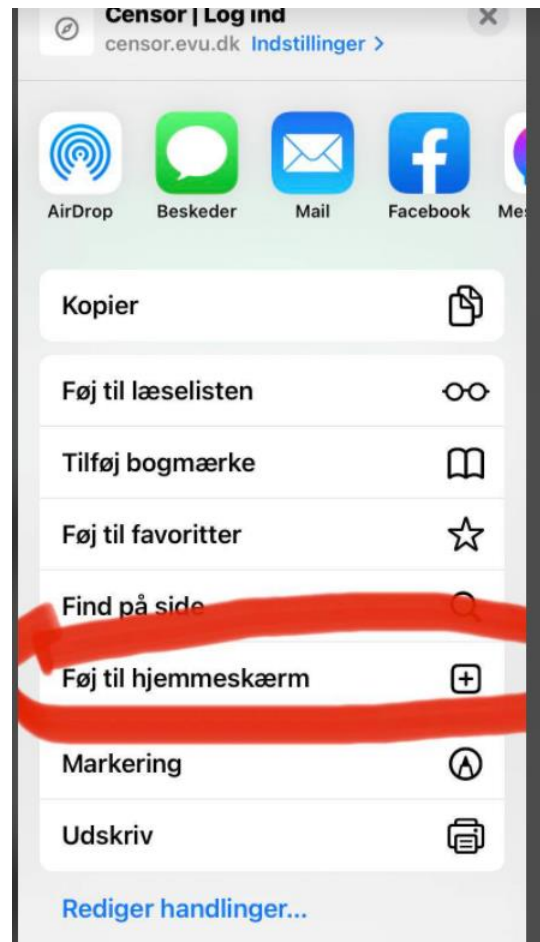 Censor | Log ind
censor.evu.dk Indstillinger >
AirDrop Beskeder Mail Facebook
Kopier
Føj til læselisten
Tilføj bogmærke
Føj til favoritter
Find på side
Føj til hjemmeskærm
Markering
Udskriv
Rediger handlinger...